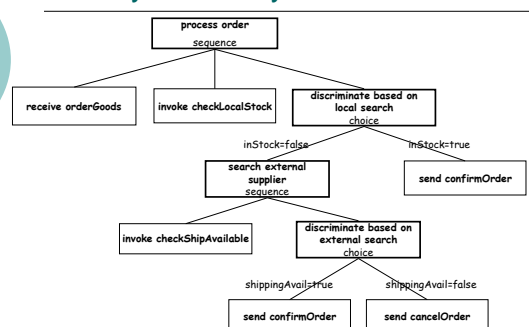 process order
sequence
receive orderGoods
invoke checkLocalStock
discriminate based on
local search
choice
inStock=false
inStock=true
search external
supplier
sequence
send confirmOrder
invoke checkShipAvailable
discriminate based on
external search
choice
shippingAvail=true
shippingAvail=false
send confirmOrder
send cancelOrder